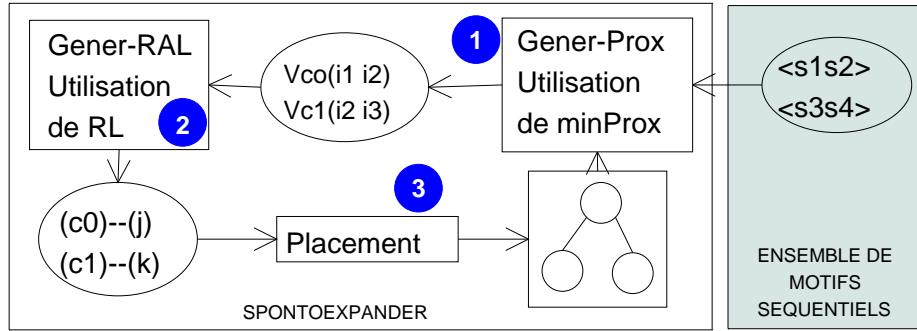 Gener-RAL
Utilisation
de RL
2
Vco(i1 i2)
Vc1(i2 i3)
1
Gener-Prox
Utilisation
de minProx
<s1s2>
<s3s4>
(c0)--(j)
(c1)--(k)
3
Placement
SPONTOEXPANDER
ENSEMBLE DE
MOTIFS
SEQUENTIELS